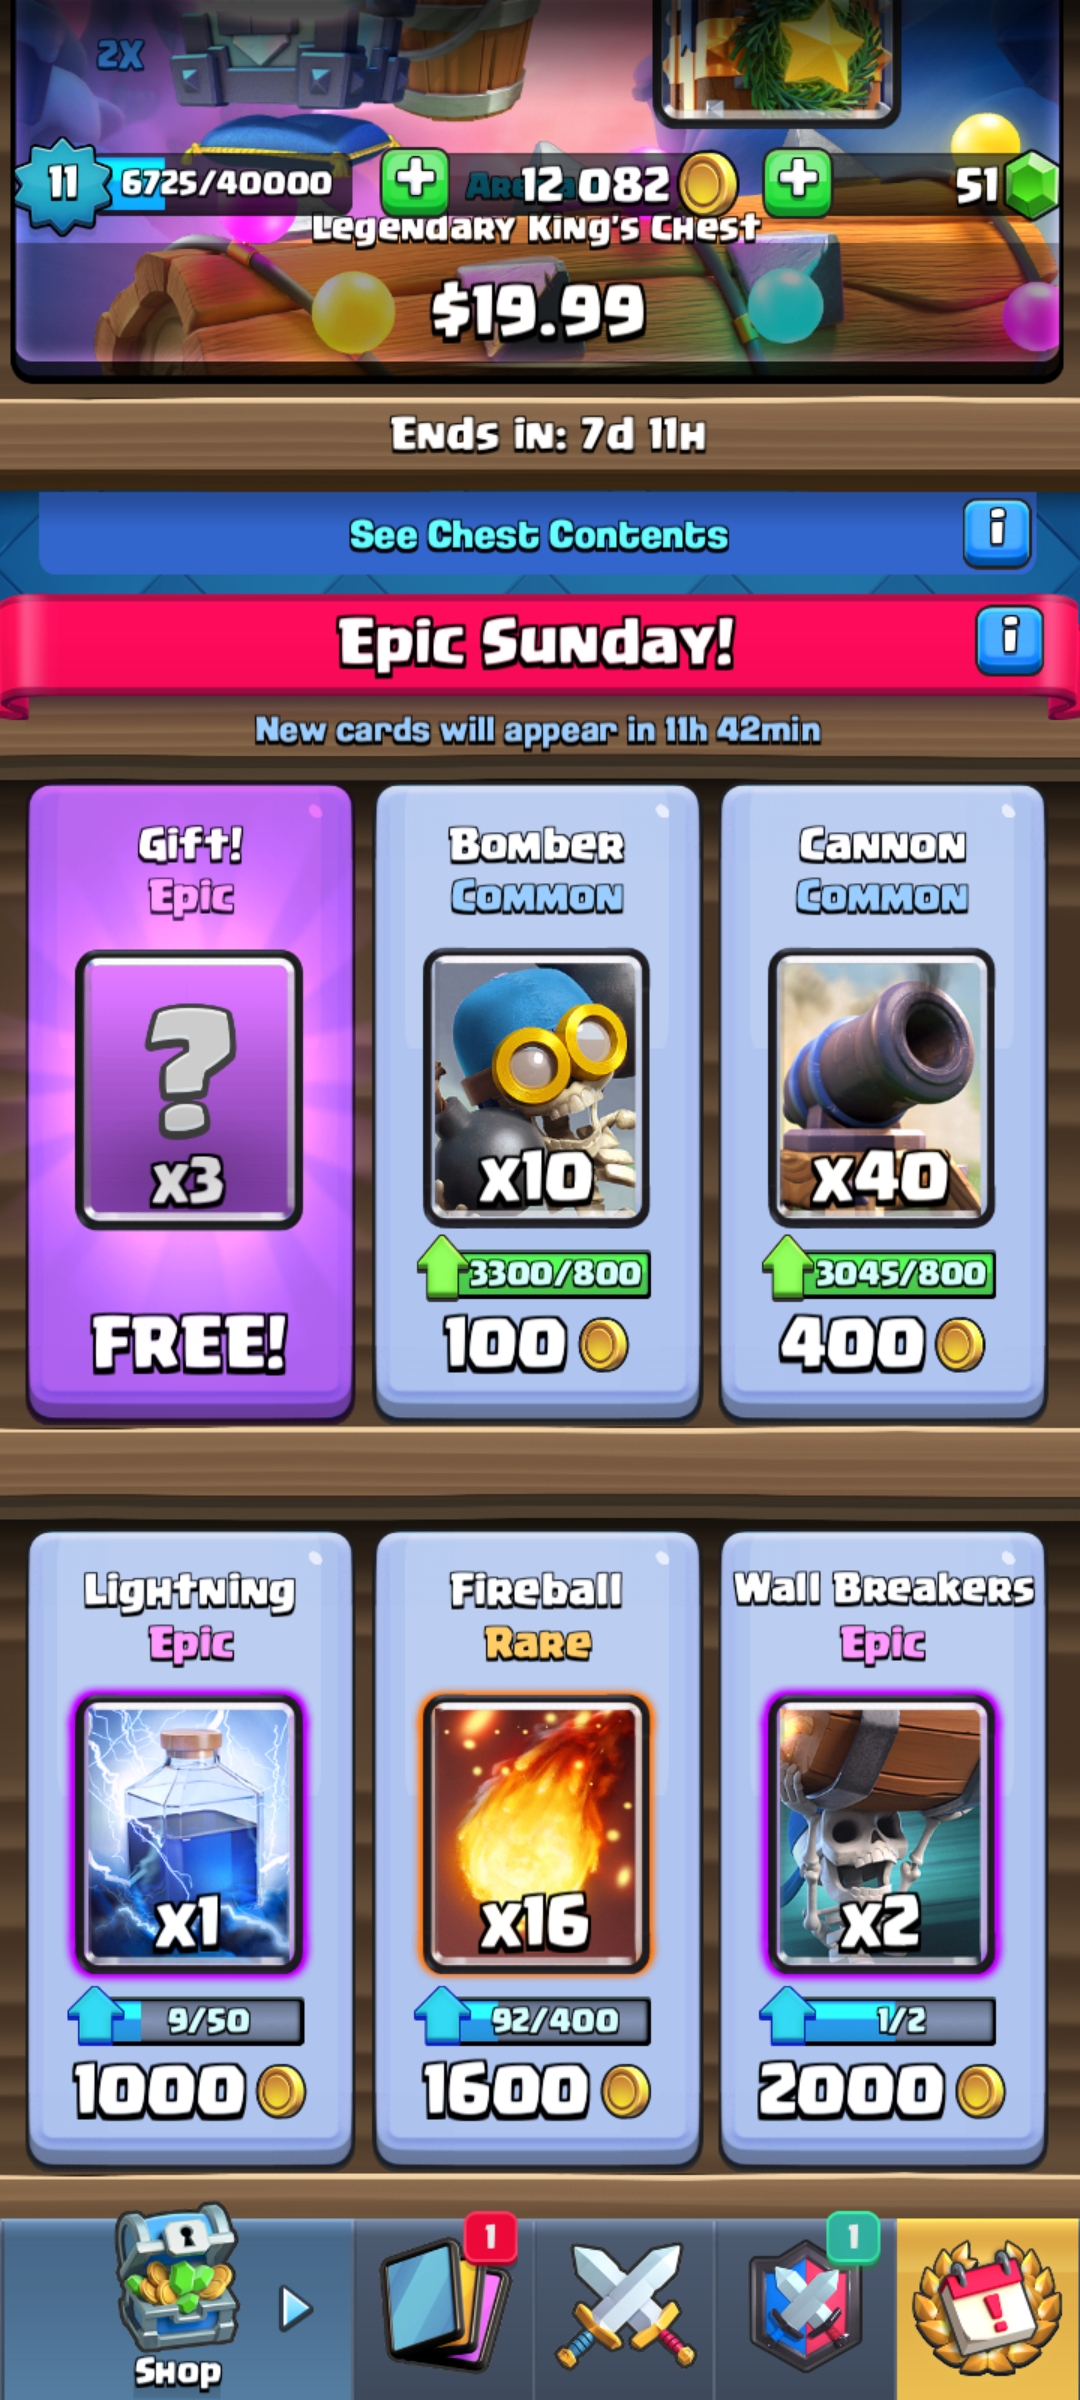 2X
11
6725/40000
12 082
51
Legendary King's Chest
$19.99
Ends in: 7d 11h
See Chest Contents
i
Epic Sunday!
i
New cards will appear in 11h 42min
Gift!
Epic
?
x3
FREE!
Bomber
Common
x10
3300/800
100
Cannon
Common
x40
3045/800
400
Lightning
Epic
x1
9/50
1000
Fireball
Rare
x16
92/400
1600
Wall Breakers
Epic
x2
1/2
2000
Shop
1
1
!